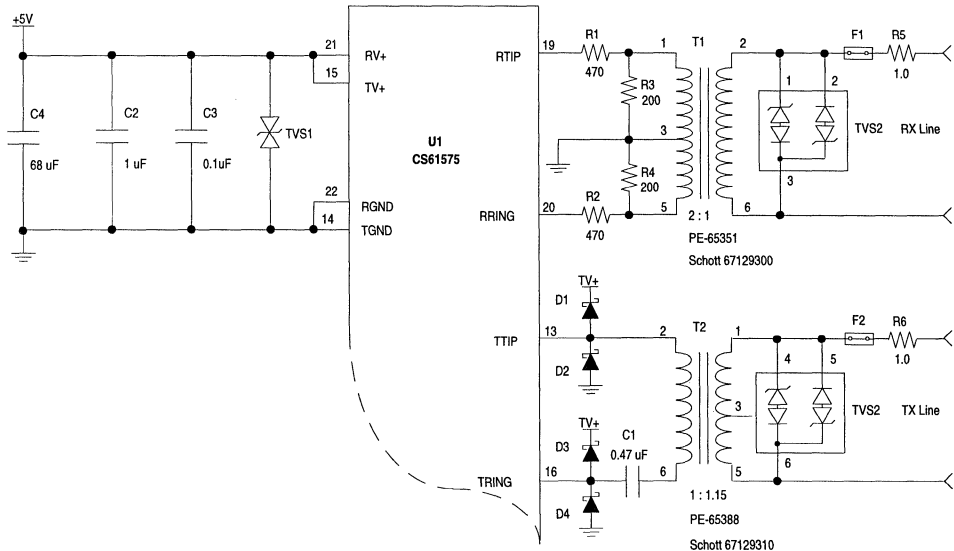 +5V
21
RV+
15
TV+
C4
68 uF
C2
1 uF
C3
0.1uF
TVS1
22
RGND
14
TGND
U1
CS61575
RTIP
19
R1
470
R3
200
R4
200
RRING
20
R2
470
1
T1
2
3
5
6
2 : 1
PE-65351
Schott 67129300
F1
R5
1.0
1
2
TVS2
RX Line
3
TV+
D1
TTIP
13
D2
TV+
D3
TRING
16
D4
C1
0.47 uF
2
T2
1
3
6
5
1 : 1.15
PE-65388
Schott 67129310
F2
R6
1.0
4
5
TVS2
TX Line
6